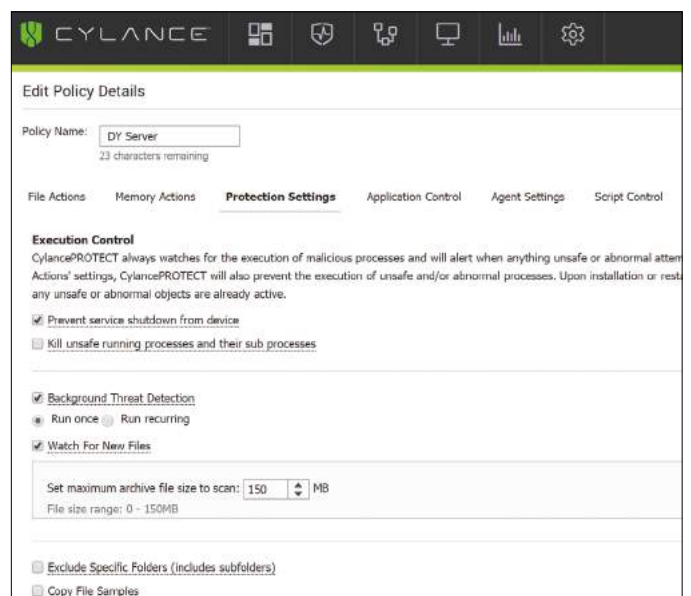 CYLANCE
Edit Policy Details
Policy Name: DY Server
23 characters remaining
File Actions Memory Actions Protection Settings Application Control Agent Settings Script Control
Execution Control
CylancePROTECT always watches for the execution of malicious processes and will alert when anything unsafe or abnormal
Actions' settings, CylancePROTECT will also prevent the execution of unsafe and/or abnormal processes. Upon installation or
any unsafe or abnormal objects are already active.
Prevent service shutdown from device
Kill unsafe running processes and their sub processes
Background Threat Detection
Run once Run recurring
Watch For New Files
Set maximum archive file size to scan: 150 MB
File size range: 0 - 150MB
Exclude Specific Folders (includes subfolders)
Copy File Samples